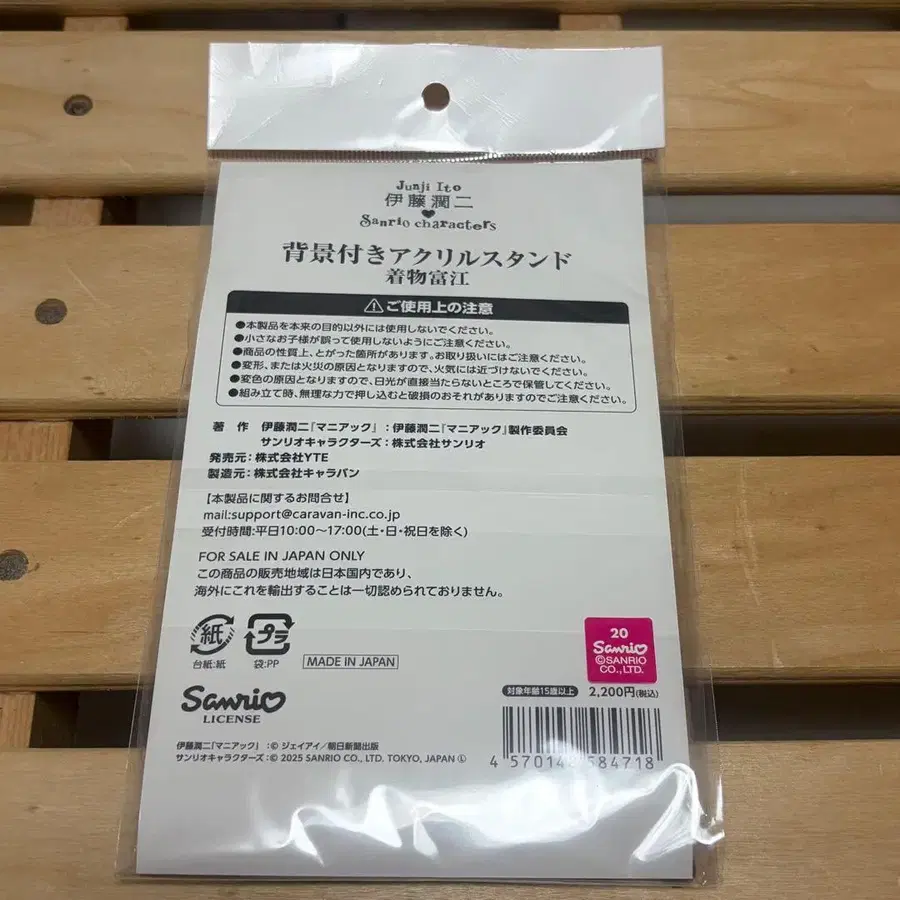 Junji Ito
伊藤潤二
Sanrio characters
背景付きアクリルスタンド
着物富江
ご使用上の注意
●本製品を本来の目的以外には使用しないでください。
●小さなお子様が誤って使用しないようにご注意ください。
●商品の性質上、とがった箇所があります。お取り扱いにはご注意ください。
●変形、または火災の原因となりますので、火気には近づけないでください。
●変色の原因となりますので、日光が直接当たらないところで保管してください。
●組み立て時、無理な力で押し込むと破損のおそれがありますのでご注意ください。
著 作 伊藤潤二『マニアック』：伊藤潤二『マニアック』製作委員会
サンリオキャラクターズ：株式会社サンリオ
発売元：株式会社YTE
製造元：株式会社キャラバン
【本製品に関するお問合せ】
mail:support@caravan-inc.co.jp
受付時間:平日10:00〜17:00(土・日・祝日を除く)
FOR SALE IN JAPAN ONLY
この商品の販売地域は日本国内であり、
海外にこれを輸出することは一切認められておりません。
紙
台紙:紙
プラ
袋:PP
MADE IN JAPAN
20
Sanrio
©SANRIO
CO.,LTD.
Sanrio
LICENSE
対象年齢15歳以上
2,200円(税込)
伊藤潤二『マニアック』：© ジェイアイ／朝日新聞出版
サンリオキャラクターズ：© 2025 SANRIO CO., LTD. TOKYO, JAPAN Ⓛ